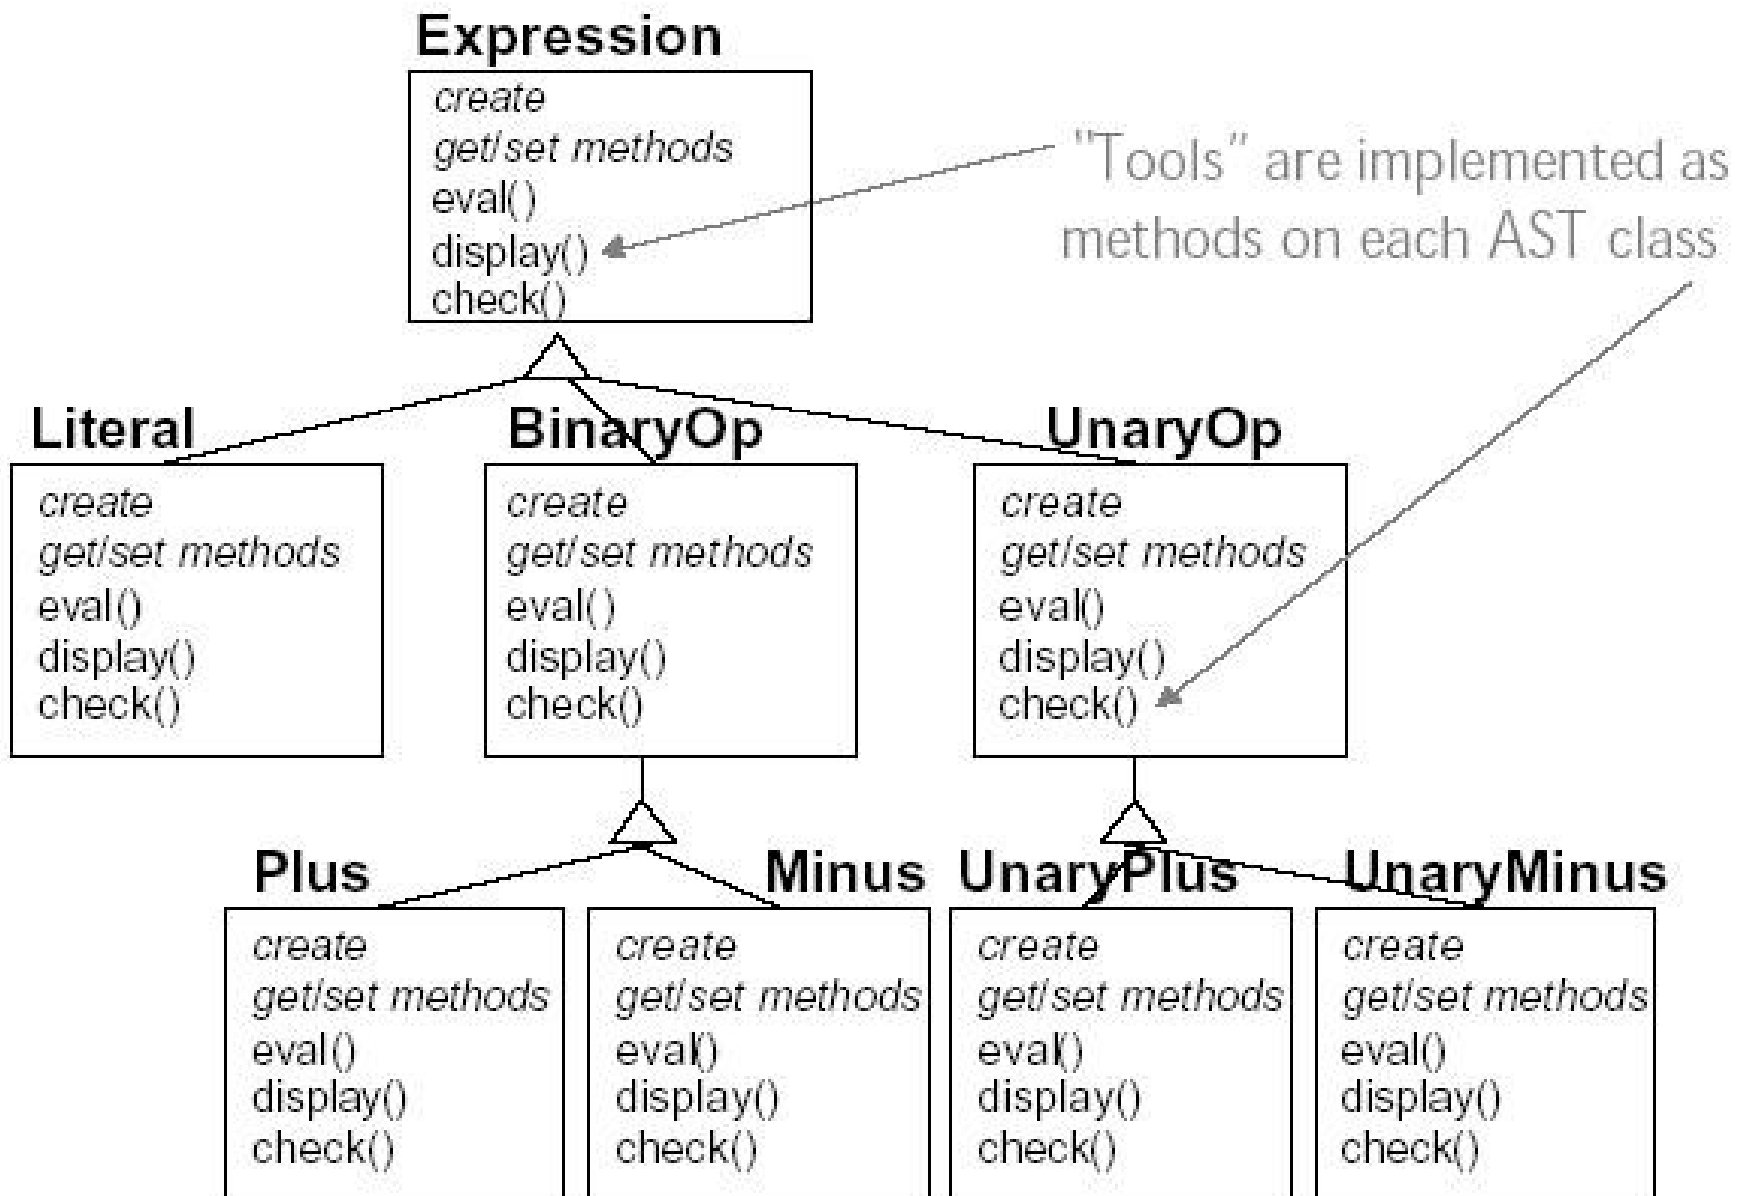 Expression
create
get/set methods
eval()
display()
check()
"Tools” are implemented as
methods on each AST class
Literal
create
get/set methods
eval()
display()
check()
BinaryOp
create
get/set methods
eval()
display()
check()
UnaryOp
create
get/set methods
eval()
display()
check()
Plus
create
get/set methods
eval()
display()
check()
Minus
create
get/set methods
eval()
display()
check()
UnaryPlus
create
get/set methods
eval()
display()
check()
UnaryMinus
create
get/set methods
eval()
display()
check()